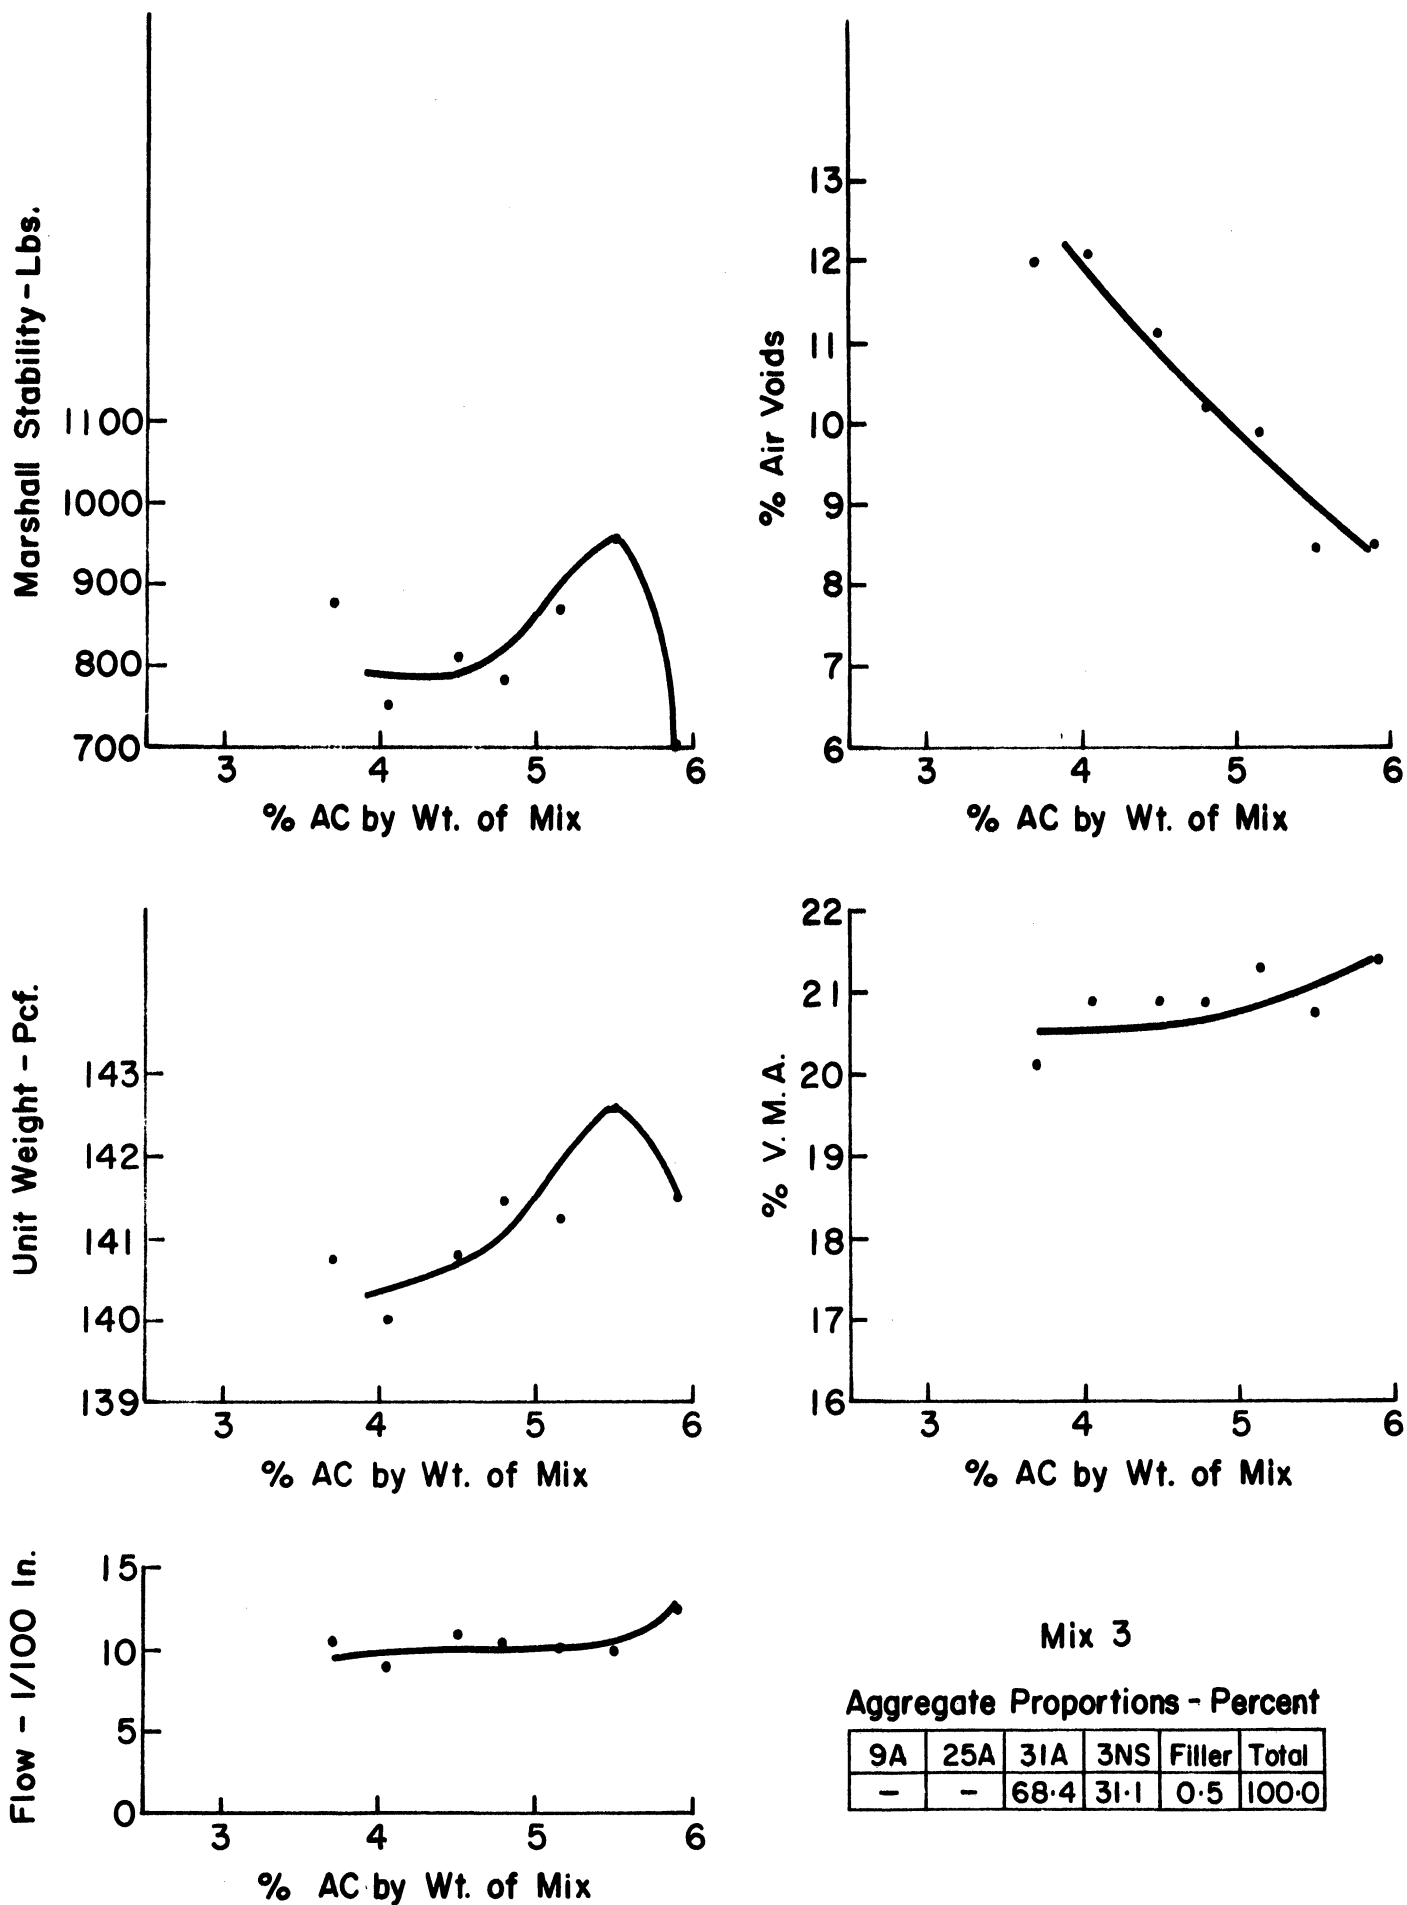 Marshall Stability - Lbs.
1100
1000
900
800
700
3 4 5 6
% AC by Wt. of Mix
% Air Voids
13
12
11
10
9
8
7
6
3 4 5 6
% AC by Wt. of Mix
Unit Weight - Pcf.
143
142
141
140
139
3 4 5 6
% AC by Wt. of Mix
% V. M. A.
22
21
20
19
18
17
16
3 4 5 6
% AC by Wt. of Mix
Flow - 1/100 In.
15
10
5
0
3 4 5 6
% AC by Wt. of Mix
Mix 3
Aggregate Proportions - Percent
9A 25A 31A 3NS Filler Total
- - 68.4 31.1 0.5 100.0